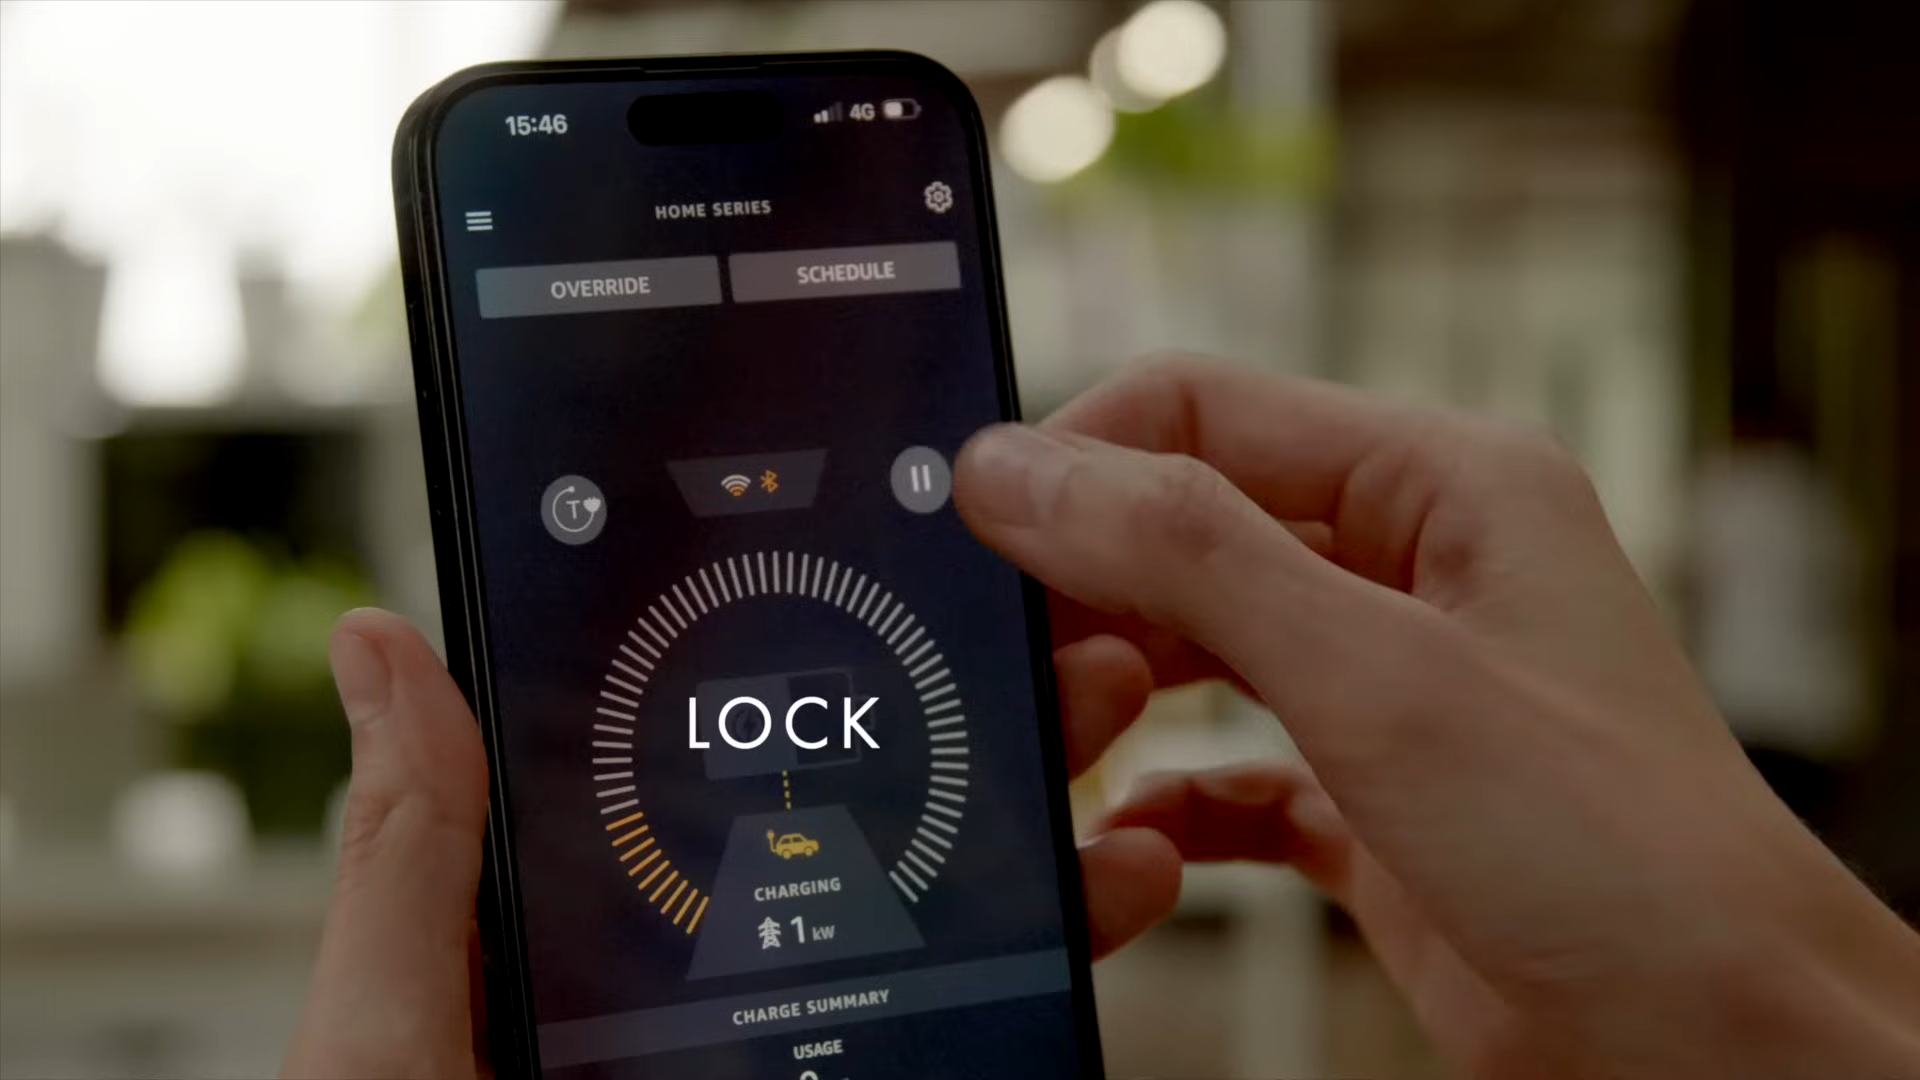 15:46 4G
HOME SERIES
OVERRIDE SCHEDULE
T
LOCK
CHARGING
1 kW
CHARGE SUMMARY
USAGE